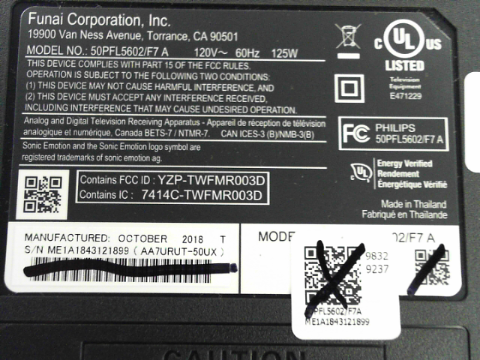 Funai Corporation, Inc.
19900 Van Ness Avenue, Torrance, CA 90501
MODEL NO.: 50PFL5602/F7 A 120V~ 60Hz 125W
THIS DEVICE COMPLIES WITH PART 15 OF THE FCC RULES.
OPERATION IS SUBJECT TO THE FOLLOWING TWO CONDITIONS:
(1) THIS DEVICE MAY NOT CAUSE HARMFUL INTERFERENCE, AND
(2) THIS DEVICE MUST ACCEPT ANY INTERFERENCE RECEIVED,
INCLUDING INTERFERENCE THAT MAY CAUSE UNDESIRED OPERATION.
Analog and Digital Television Receiving Apparatus - Appareil de réception de télévision
analogique et numérique, Canada BETS-7 / NTMR-7. CAN ICES-3 (B)/NMB-3(B)
Sonic Emotion and the Sonic Emotion logo surface are
registered trademarks of sonic emotion ag.
Contains FCC ID : YZP-TWFMR003D
Contains IC : 7414C-TWFMR003D
c UL us
LISTED
Television
Equipment
E471229
FC PHILIPS
50PFL5602/F7 A
UL Energy Verified
Rendement
Énergétique Vérifié
Made in Thailand
Fabriqué en Thaïlande
MANUFACTURED: OCTOBER 2018 T
S/N ME1A1843121899 ( AA7URUT-50UX )
MODE 02/F7 A
9832
9237
50PFL5602/F7A
ME1A1843121899
CAUTION